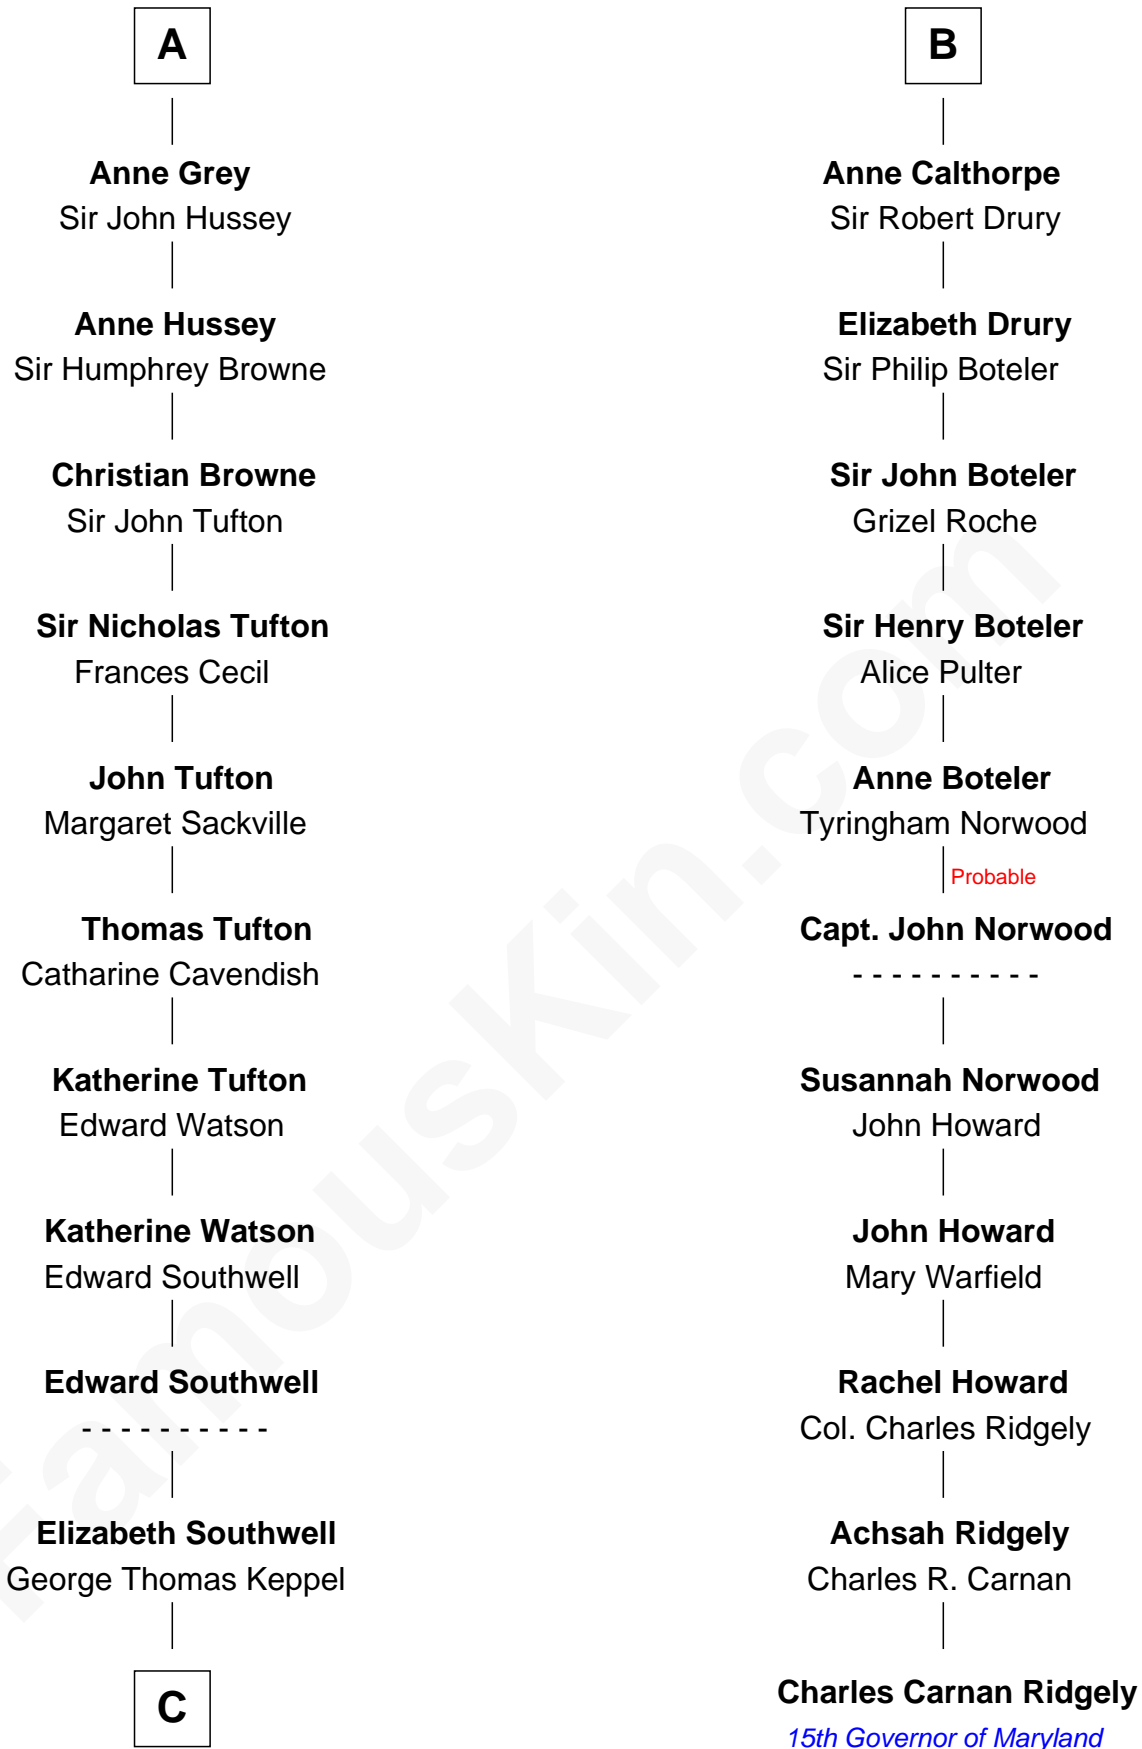 A
Anne Grey
Sir John Hussey
Anne Hussey
Sir Humphrey Browne
Christian Browne
Sir John Tufton
Sir Nicholas Tufton
Frances Cecil
John Tufton
Margaret Sackville
Thomas Tufton
Catharine Cavendish
Katherine Tufton
Edward Watson
Katherine Watson
Edward Southwell
Edward Southwell
- - - - - - - - - -
Elizabeth Southwell
George Thomas Keppel
C
B
Anne Calthorpe
Sir Robert Drury
Elizabeth Drury
Sir Philip Boteler
Sir John Boteler
Grizel Roche
Sir Henry Boteler
Alice Pulter
Anne Boteler
Tyringham Norwood
Probable
Capt. John Norwood
- - - - - - - - - -
Susannah Norwood
John Howard
John Howard
Mary Warfield
Rachel Howard
Col. Charles Ridgely
Achsah Ridgely
Charles R. Carnan
Charles Carnan Ridgely
15th Governor of Maryland
FamousKin.com